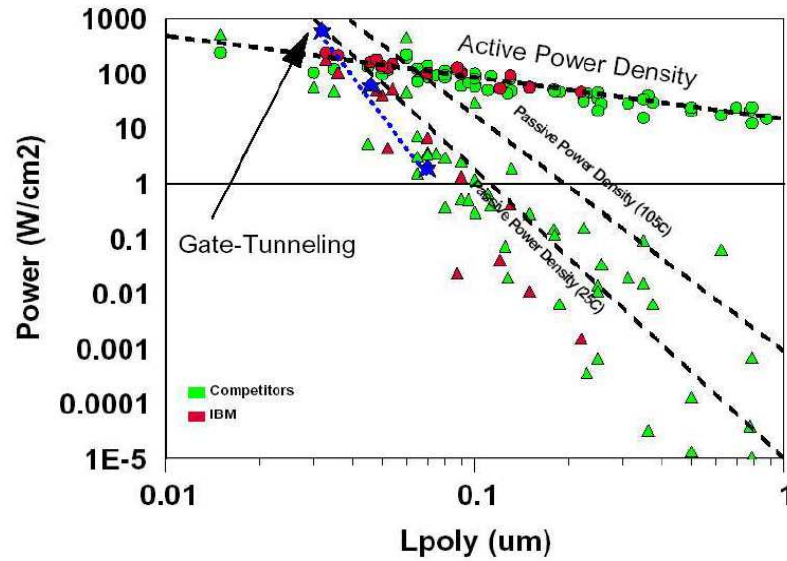 1000
100
10
1
0.1
0.01
0.001
0.0001
1E-5
Power (W/cm2)
Active Power Density
Passive Power Density (105C)
Passive Power Density (25C)
Gate-Tunneling
Competitors
IBM
0.01
0.1
1
Lpoly (um)